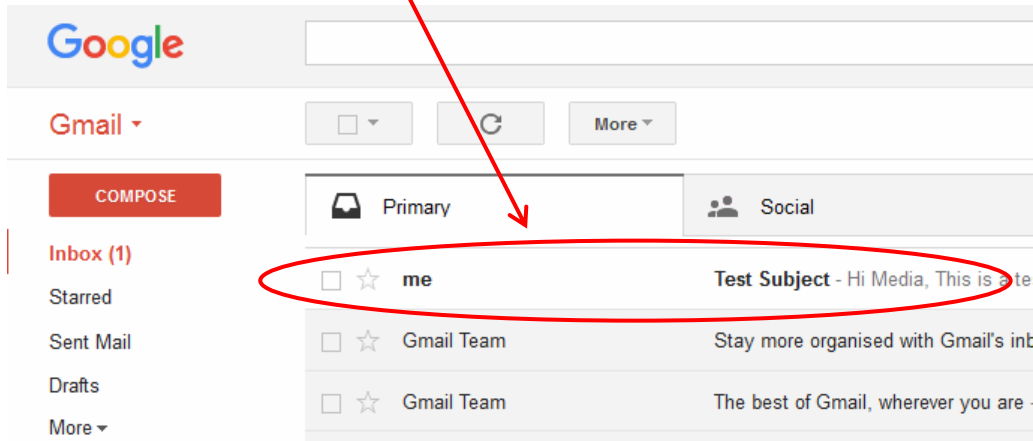 Google
Gmail
More
COMPOSE
Primary
Social
Inbox (1)
Starred
Sent Mail
Drafts
More
me
Test Subject - Hi Media, This is a te
Gmail Team
Stay more organised with Gmail's inb
Gmail Team
The best of Gmail, wherever you are -